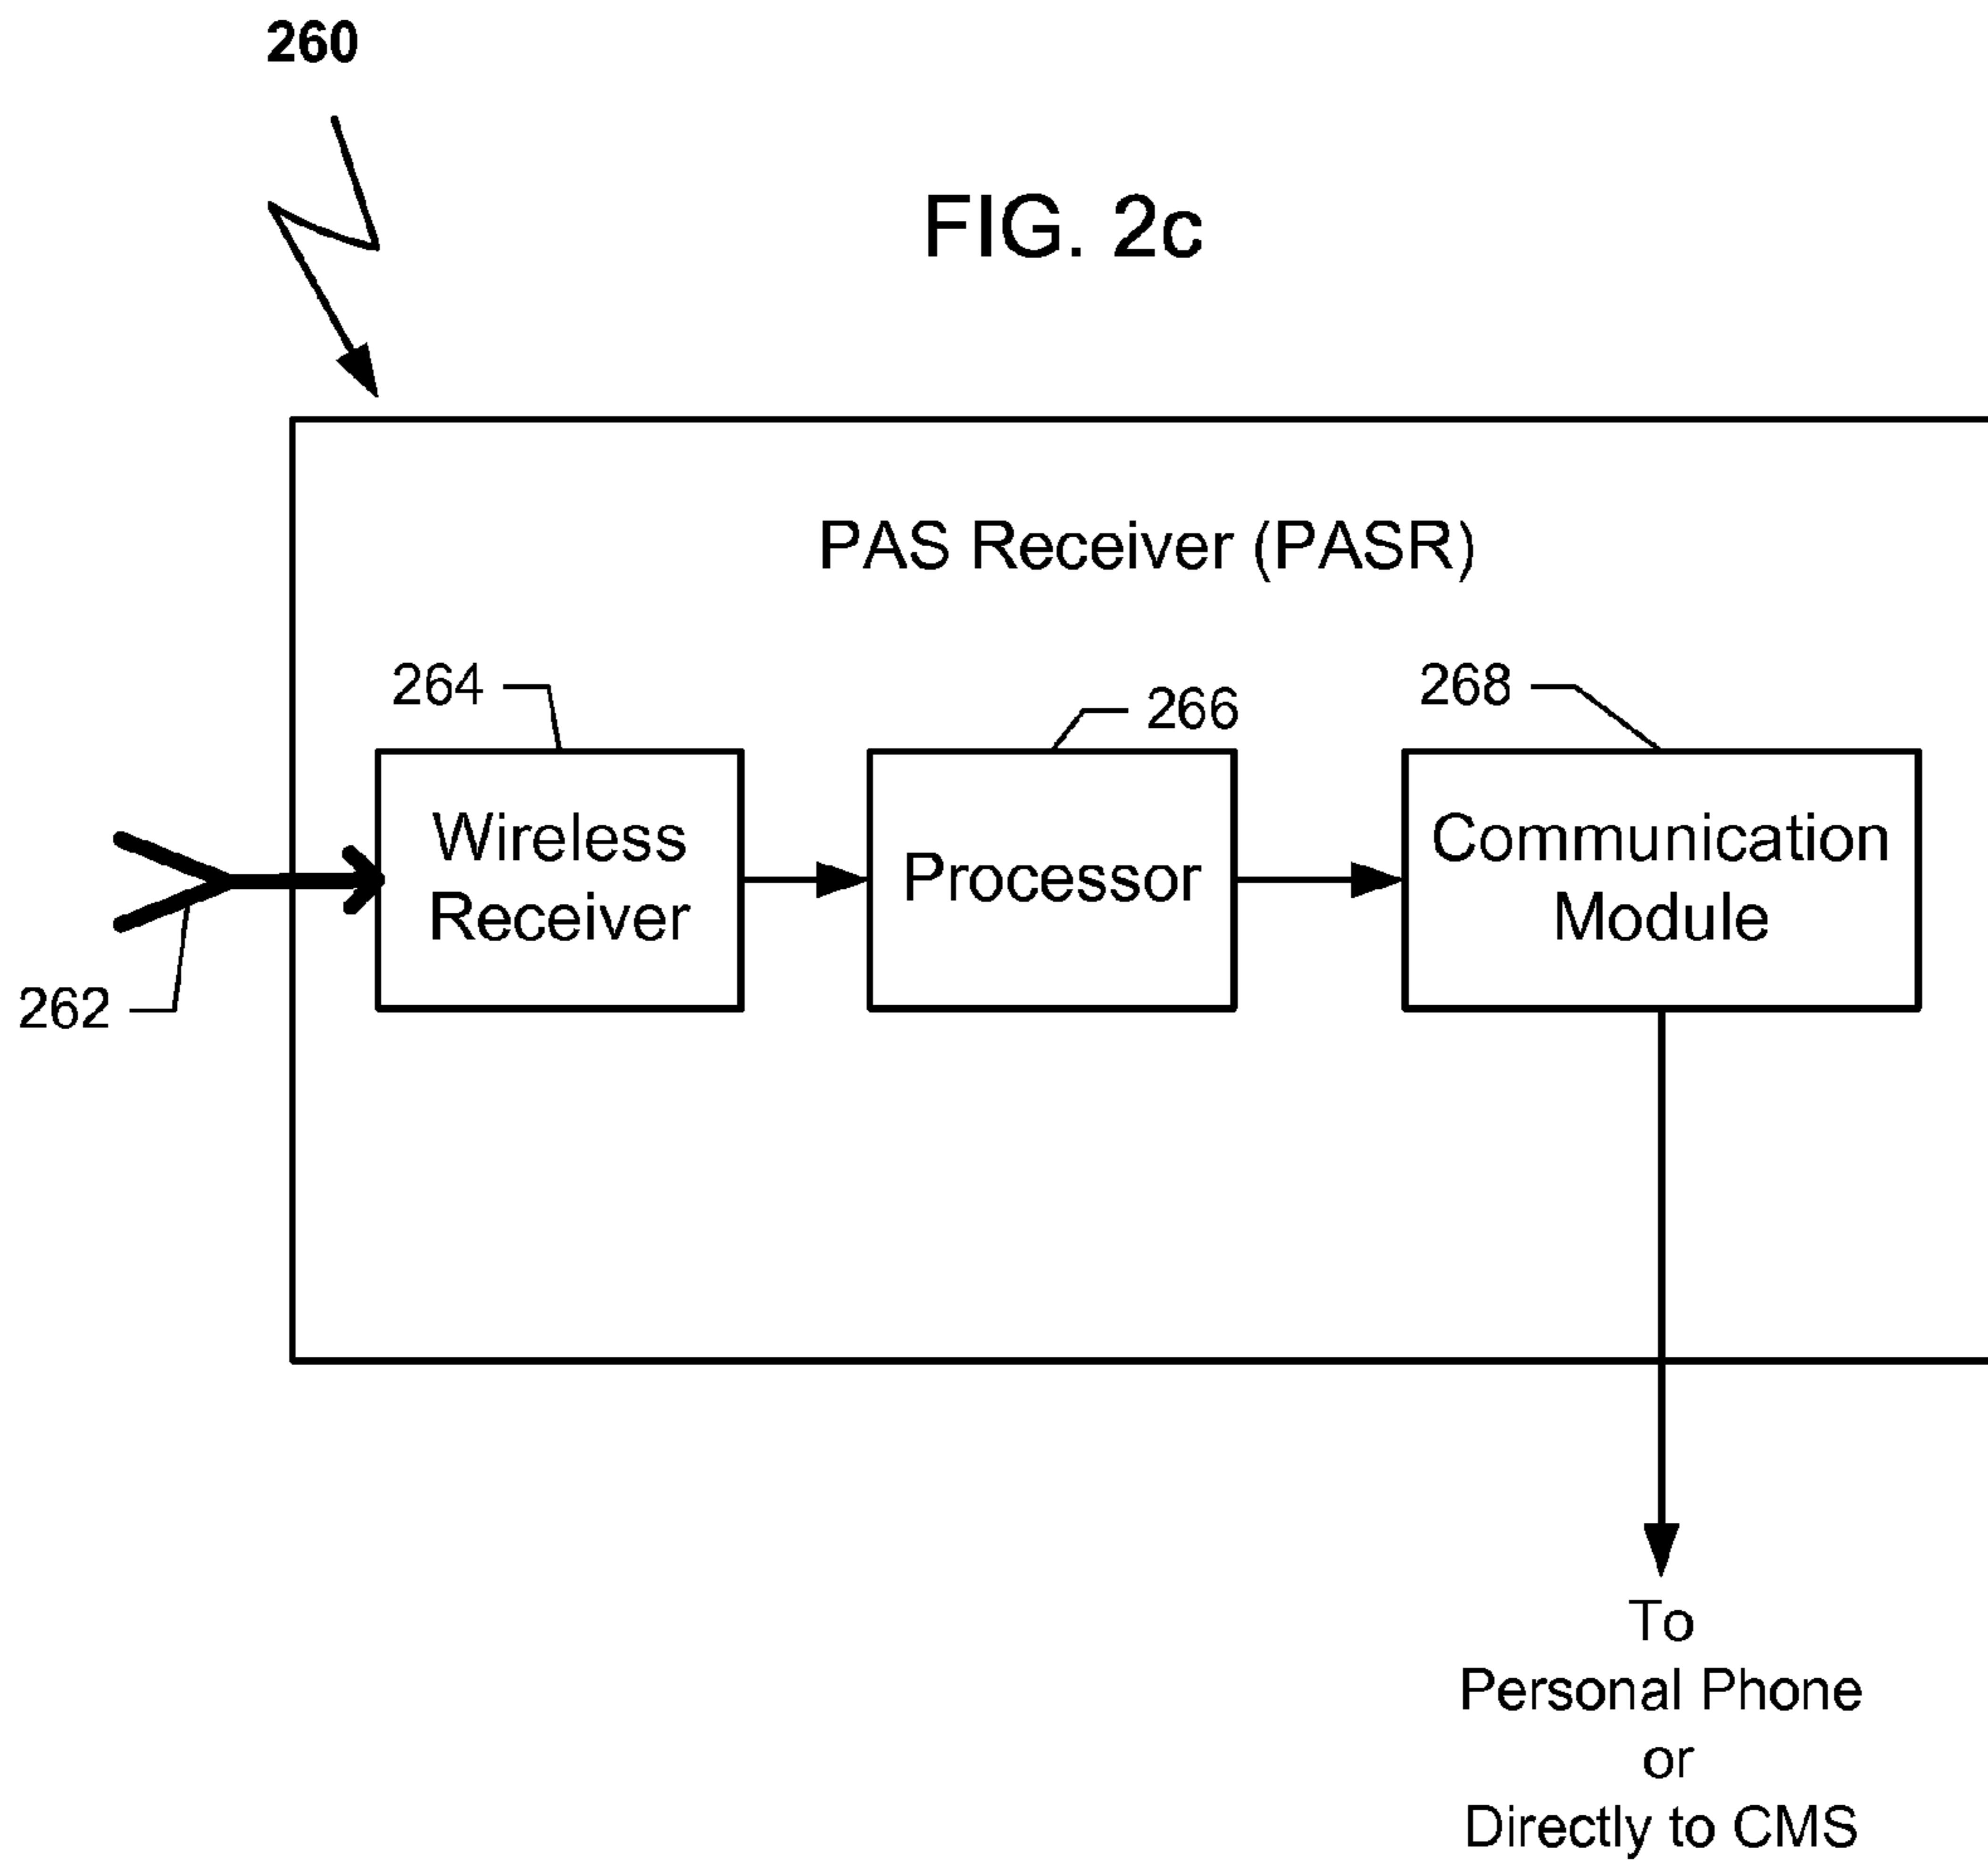 260
FIG. 2c
PAS Receiver (PASR)
264
266
268
Wireless
Receiver
Processor
Communication
Module
262
To
Personal Phone
or
Directly to CMS